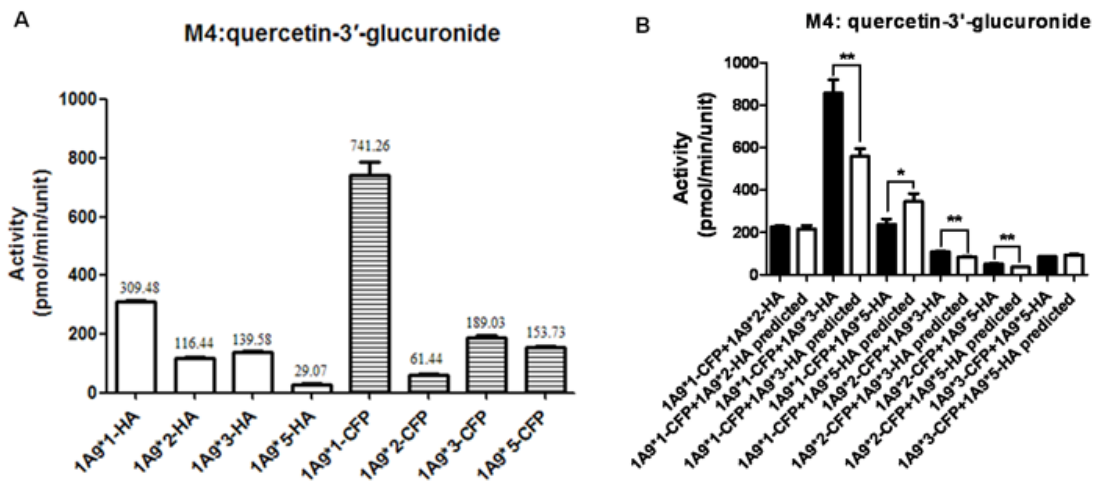 A
M4:quercetin-3′-glucuronide
Activity
(pmol/min/unit)
1000
800
600
400
200
0
309.48
116.44
139.58
29.07
741.26
61.44
189.03
153.73
1A9*1-HA
1A9*2-HA
1A9*3-HA
1A9*5-HA
1A9*1-CFP
1A9*2-CFP
1A9*3-CFP
1A9*5-CFP
B
M4: quercetin-3'-glucuronide
Activity
(pmol/min/unit)
1000
800
600
400
200
0
**
*
**
**
1A9*1-CFP+1A9*2-HA
1A9*1-CFP+1A9*2-HA predicted
1A9*1-CFP+1A9*3-HA
1A9*1-CFP+1A9*3-HA predicted
1A9*1-CFP+1A9*5-HA
1A9*1-CFP+1A9*5-HA predicted
1A9*2-CFP+1A9*3-HA
1A9*2-CFP+1A9*3-HA predicted
1A9*2-CFP+1A9*5-HA
1A9*2-CFP+1A9*5-HA predicted
1A9*3-CFP+1A9*5-HA
1A9*3-CFP+1A9*5-HA predicted